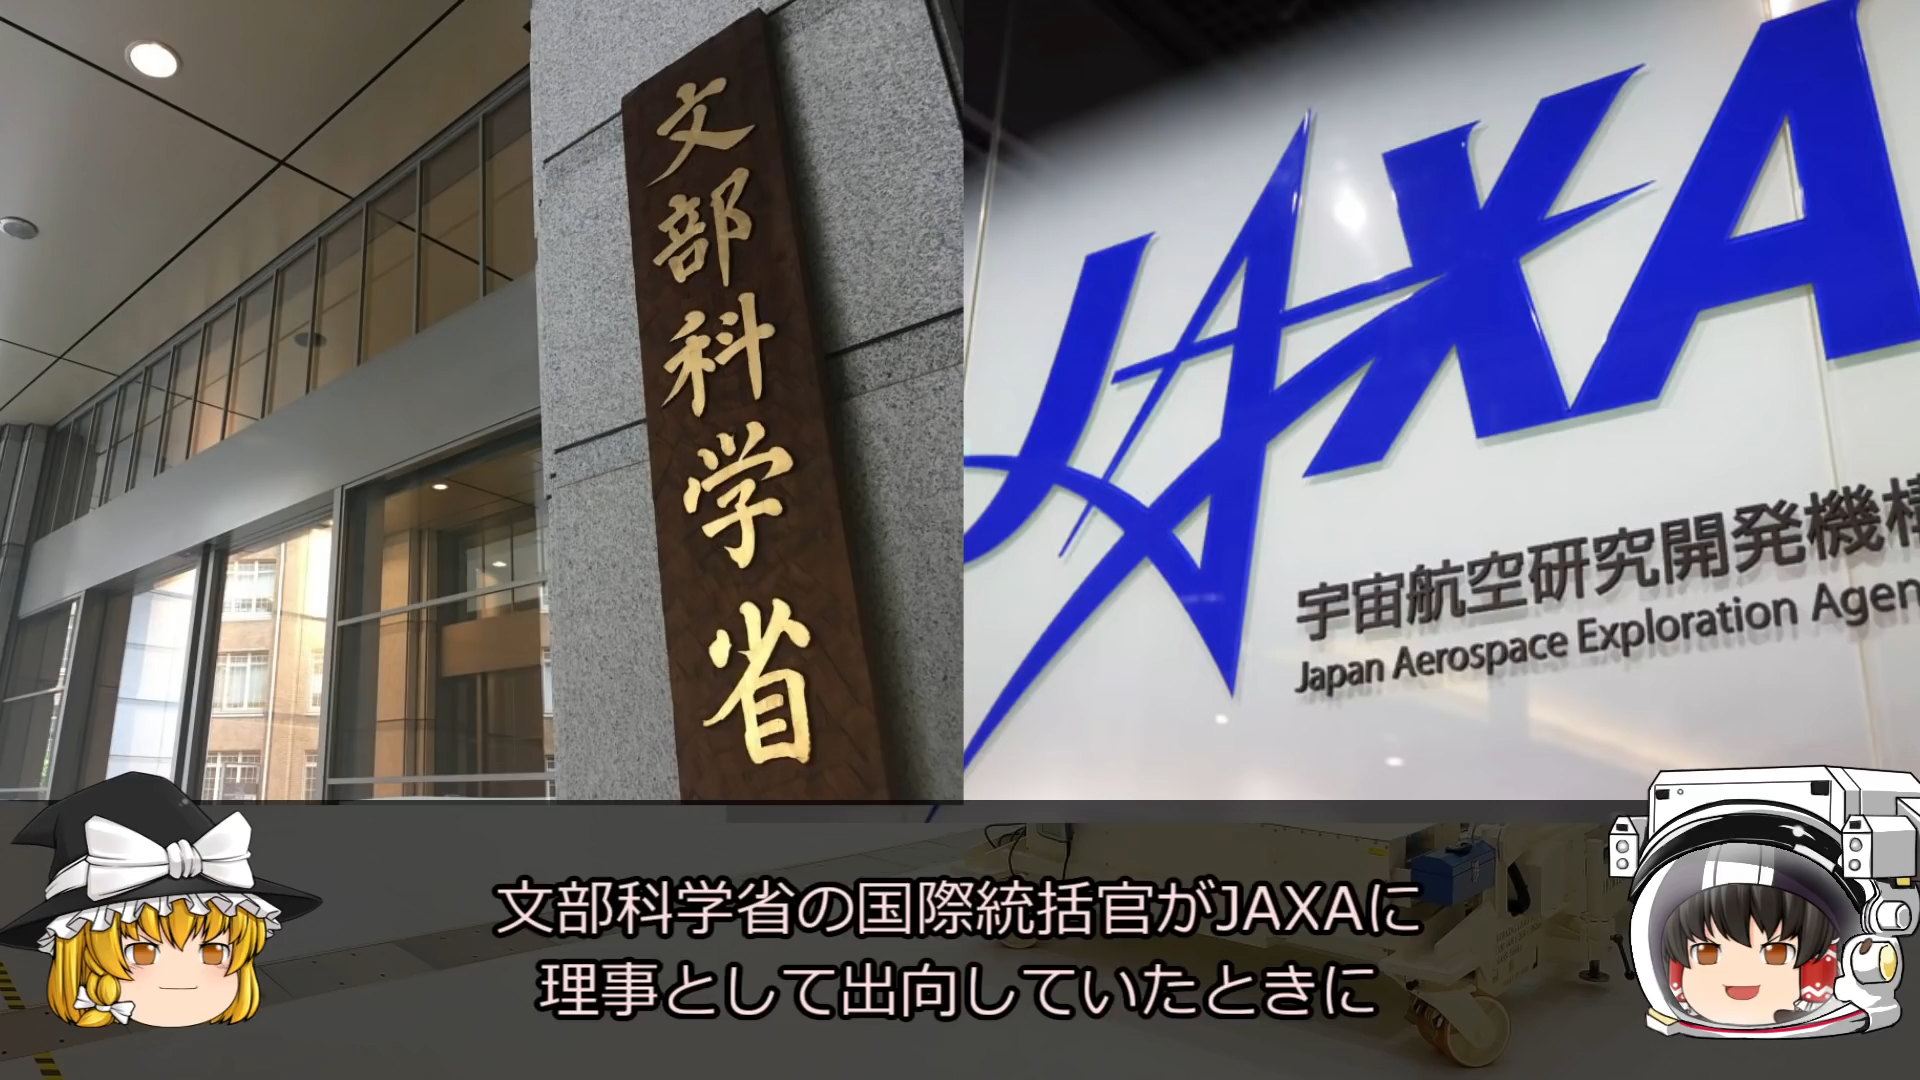 文部科学省
JAXA
宇宙航空研究開発機構
Japan Aerospace Exploration Agen
文部科学省の国際統括官がJAXAに
理事として出向していたときに